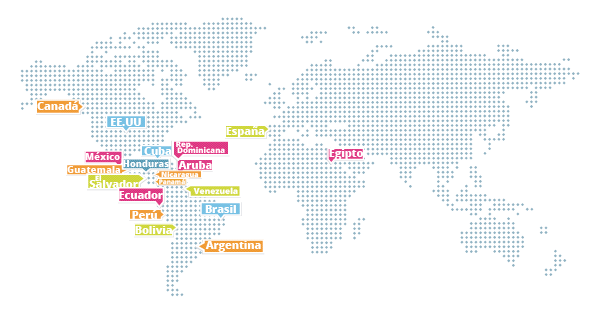 Canadá
EE.UU
España
Cuba
Rep.
Dominicana
México
Honduras
Aruba
Egipto
Guatemala
Nicaragua
El
Salvador
Panamá
Ecuador
Venezuela
Perú
Brasil
Bolivia
Argentina